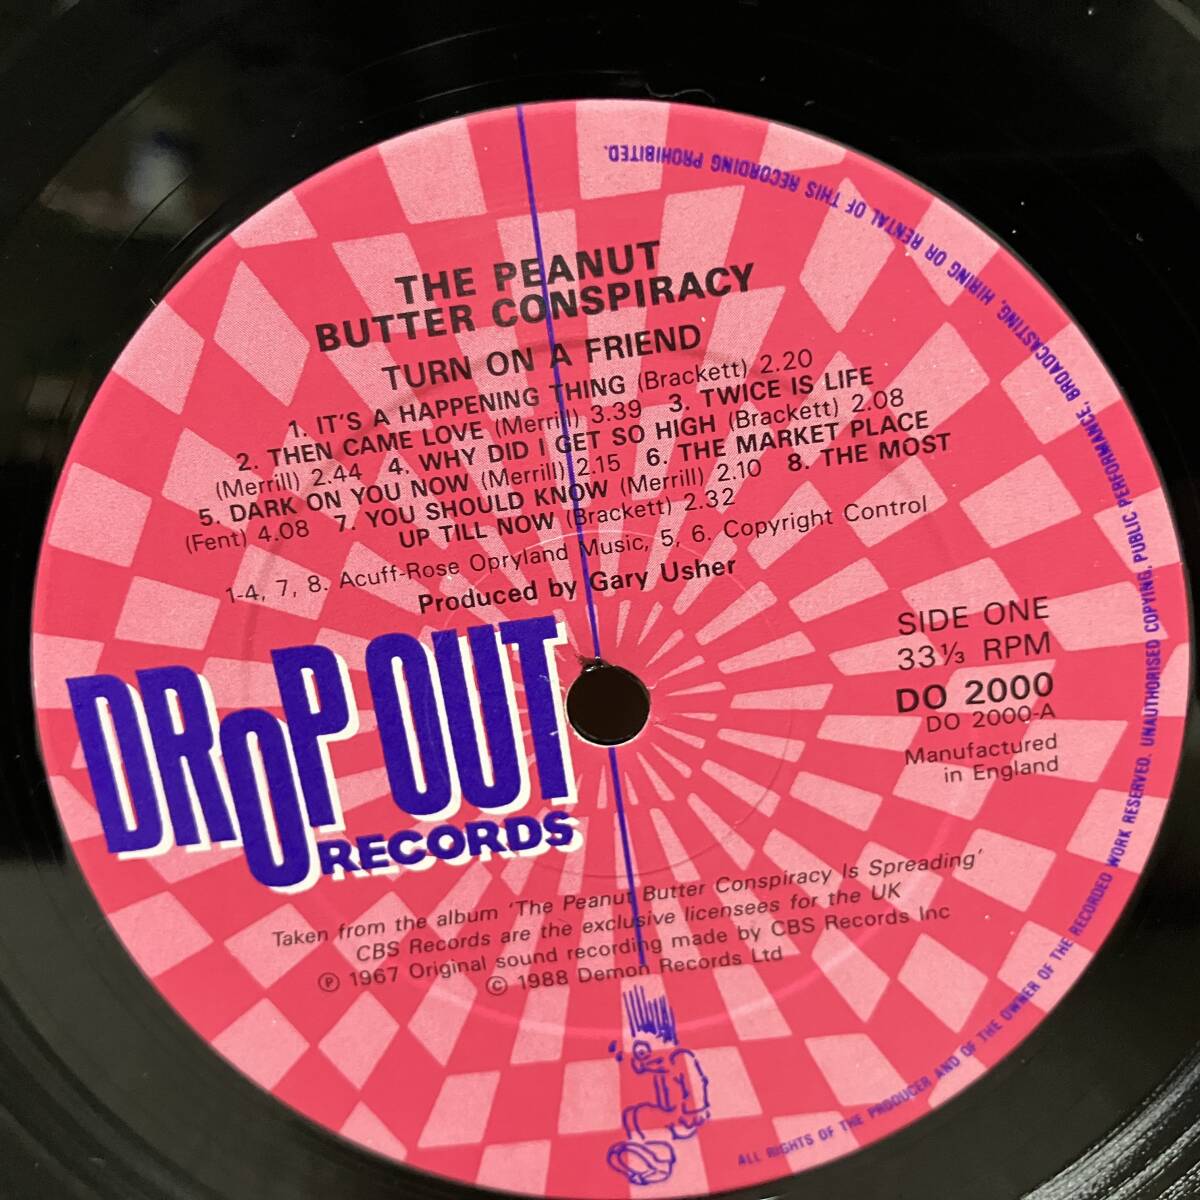 THE PEANUT
BUTTER CONSPIRACY
TURN ON A FRIEND
1. IT'S A HAPPENING THING (Brackett) 2.20
2. THEN CAME LOVE (Merrill) 3.39 3. TWICE IS LIFE
(Merrill) 2.44 4. WHY DID I GET SO HIGH (Brackett) 2.08
5. DARK ON YOU NOW (Merrill) 2.15 6. THE MARKET PLACE
(Fent) 4.08 7. YOU SHOULD KNOW (Merrill) 2.10 8. THE MOST
UP TILL NOW (Brackett) 2.32
1-4, 7, 8. Acuff-Rose Opryland Music, 5, 6. Copyright Control
Produced by Gary Usher
SIDE ONE
33⅓ RPM
DO 2000
DO 2000-A
Manufactured
in England
DROP OUT
RECORDS
Taken from the album 'The Peanut Butter Conspiracy Is Spreading'
CBS Records are the exclusive licensees for the UK
Ⓟ 1967 Original sound recording made by CBS Records Inc
© 1988 Demon Records Ltd
ALL RIGHTS OF THE PRODUCER AND OF THE OWNER OF THE RECORDED WORK RESERVED. UNAUTHORISED COPYING, PUBLIC PERFORMANCE, BROADCASTING, HIRING OR RENTAL OF THIS RECORDING PROHIBITED.